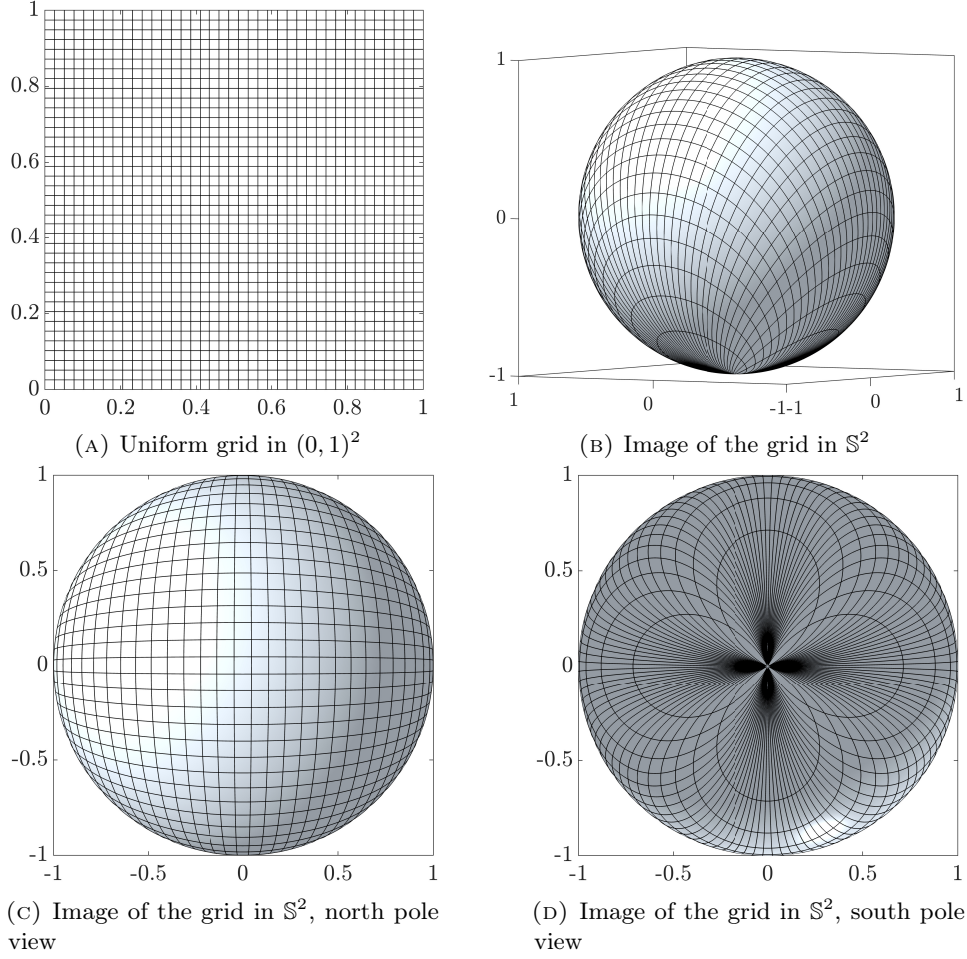 1
0.8
0.6
0.4
0.2
0
0 0.2 0.4 0.6 0.8 1
(A) Uniform grid in (0, 1)²
1
0
-1
1 0 -1-1 0 1
(B) Image of the grid in 𝕊²
1
0.5
0
-0.5
-1
-1 -0.5 0 0.5 1
(C) Image of the grid in 𝕊², north pole
view
1
0.5
0
-0.5
-1
-1 -0.5 0 0.5 1
(D) Image of the grid in 𝕊², south pole
view